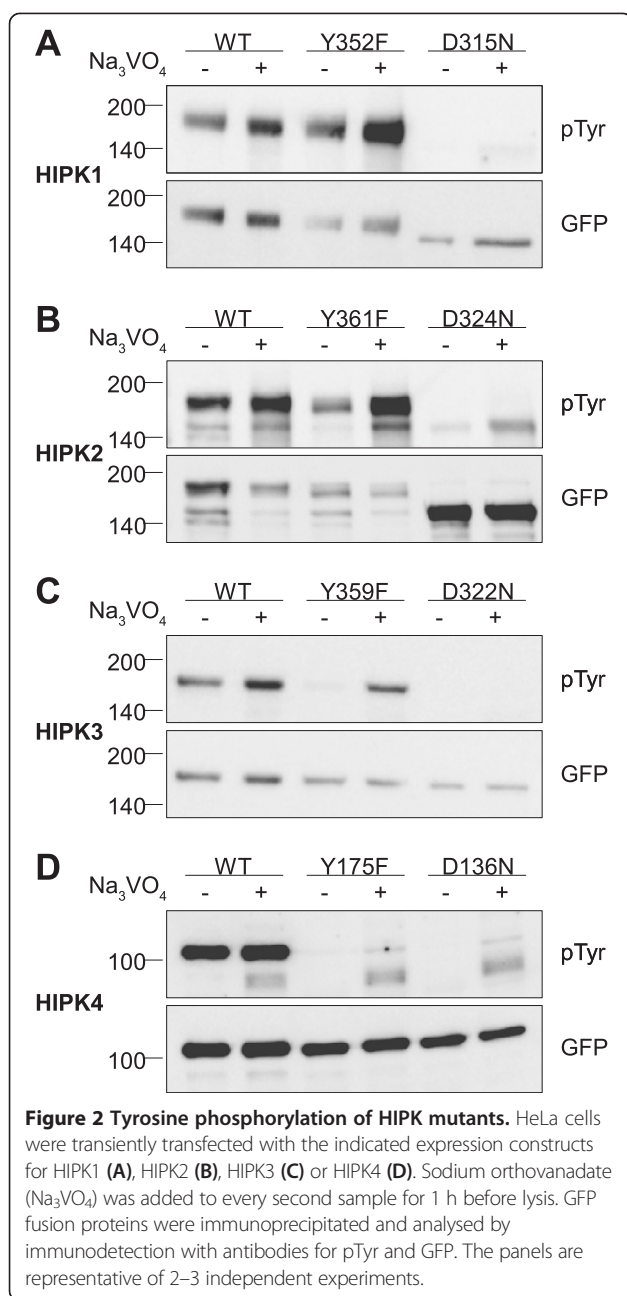 A
WT Y352F D315N
Na₃VO₄ - + - + - +
200
140
pTyr
HIPK1
200
140
GFP
B
WT Y361F D324N
Na₃VO₄ - + - + - +
200
140
pTyr
HIPK2
200
140
GFP
C
WT Y359F D322N
Na₃VO₄ - + - + - +
200
140
pTyr
HIPK3
200
140
GFP
D
WT Y175F D136N
Na₃VO₄ - + - + - +
100
pTyr
HIPK4
100
GFP
Figure 2 Tyrosine phosphorylation of HIPK mutants. HeLa cells
were transiently transfected with the indicated expression constructs
for HIPK1 (A), HIPK2 (B), HIPK3 (C) or HIPK4 (D). Sodium orthovanadate
(Na₃VO₄) was added to every second sample for 1 h before lysis. GFP
fusion proteins were immunoprecipitated and analysed by
immunodetection with antibodies for pTyr and GFP. The panels are
representative of 2–3 independent experiments.